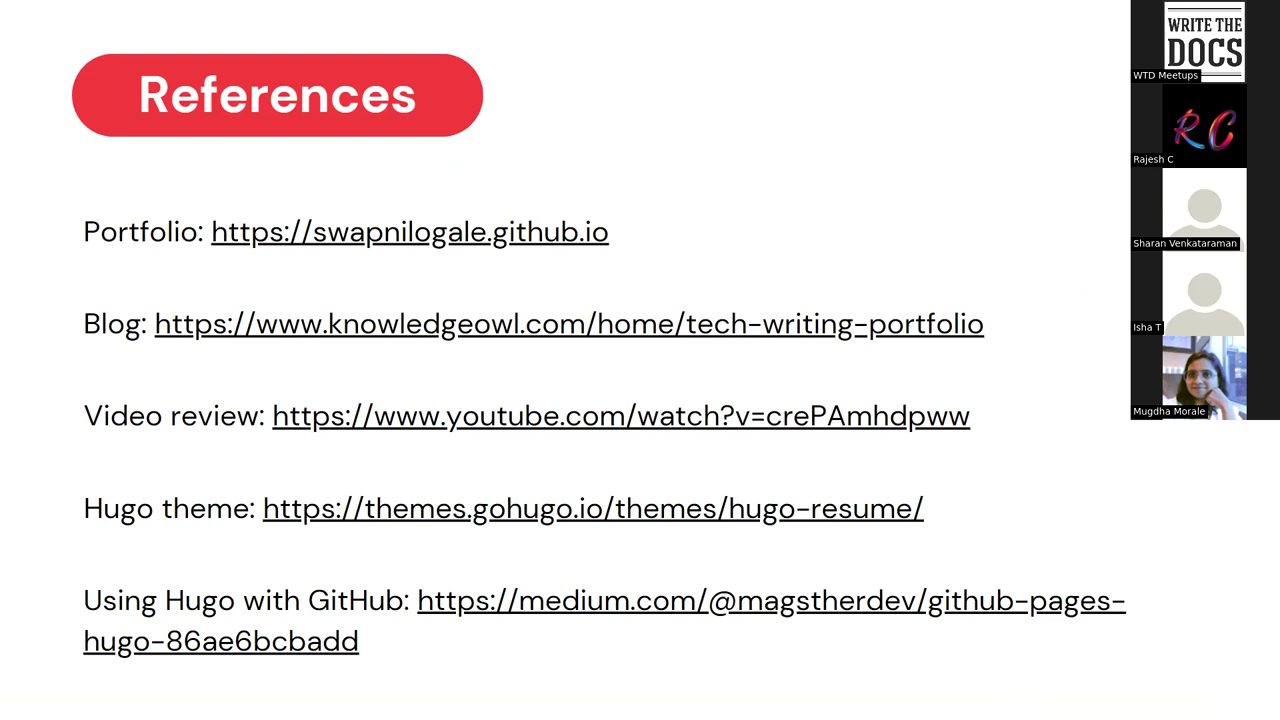 References
Portfolio: https://swapnilogale.github.io
Blog: https://www.knowledgeowl.com/home/tech-writing-portfolio
Video review: https://www.youtube.com/watch?v=crePAmhdpww
Hugo theme: https://themes.gohugo.io/themes/hugo-resume/
Using Hugo with GitHub: https://medium.com/@magstherdev/github-pages-
hugo-86ae6bcbadd
WRITE THE
DOCS
WTD Meetups
RC
Rajesh C
Sharan Venkataraman
Isha T
Mugdha Morale